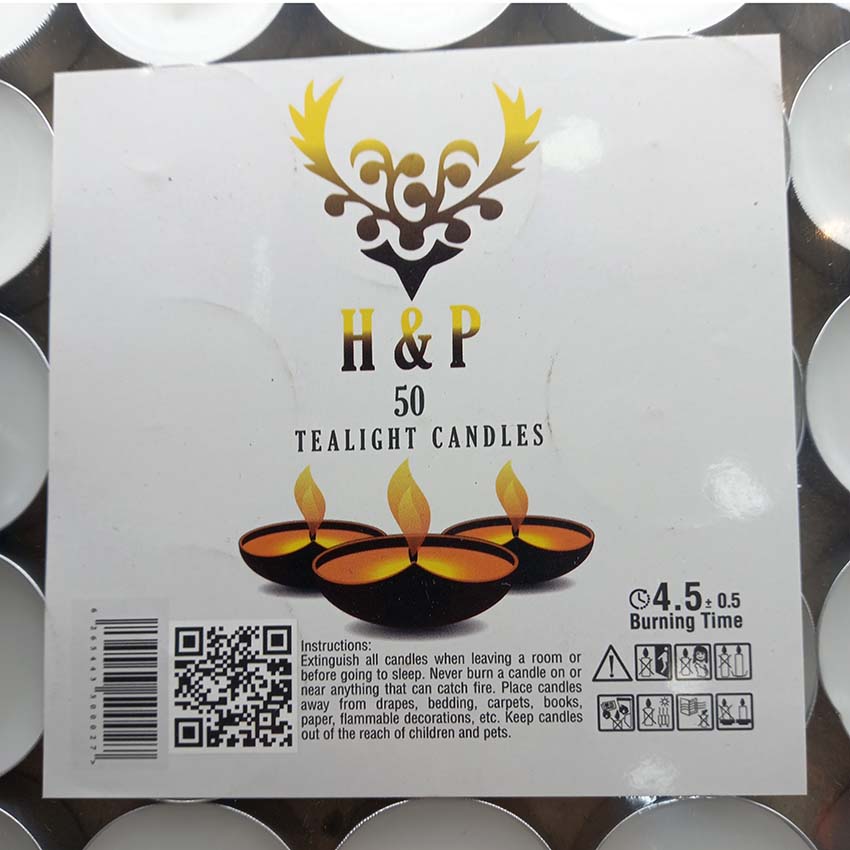 H & P
50
TEALIGHT CANDLES
4.5± 0.5
Burning Time
Instructions:
Extinguish all candles when leaving a room or
before going to sleep. Never burn a candle on or
near anything that can catch fire. Place candles
away from drapes, bedding, carpets, books,
paper, flammable decorations, etc. Keep candles
out of the reach of children and pets.